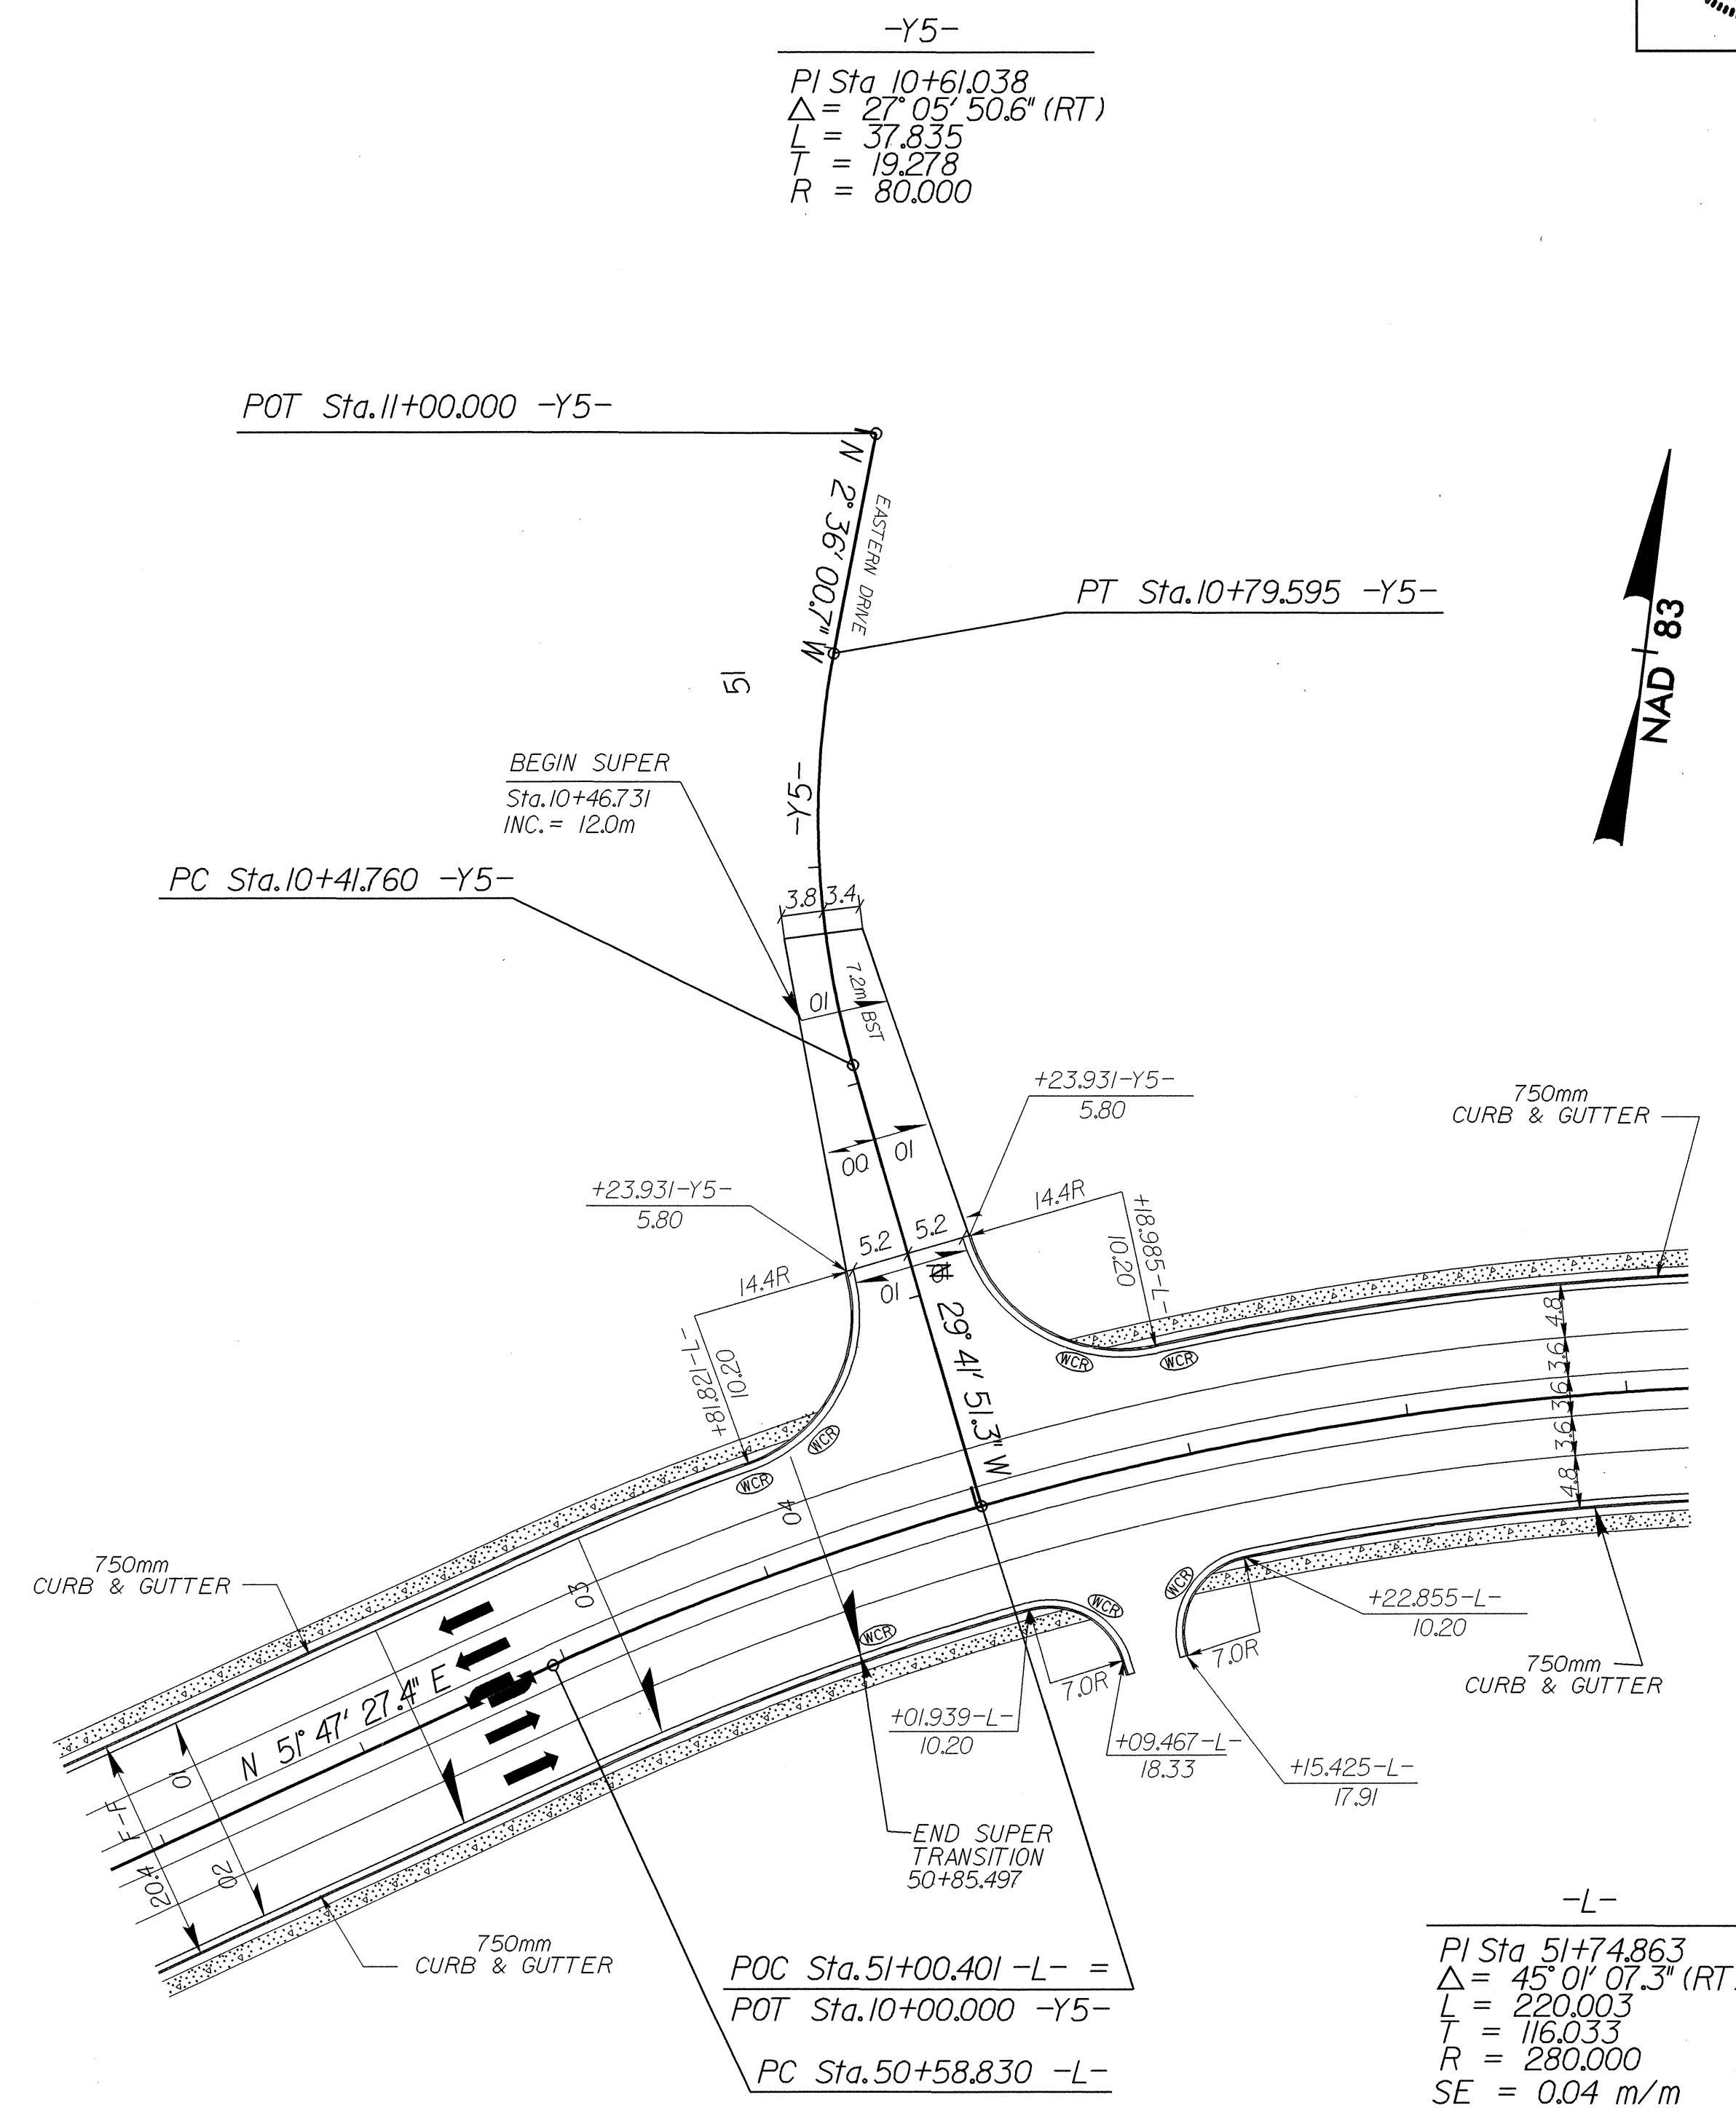 -Y5-
PI Sta 10+61.038
Δ = 27° 05' 50.6" (RT)
L = 37.835
T = 19.278
R = 80.000
POT Sta.11+00.000 -Y5-
N 2° 36' 00.7" W
EASTERN DRIVE
PT Sta.10+79.595 -Y5-
NAD 83
51
BEGIN SUPER
Sta.10+46.731
INC.= 12.0m
-Y5-
PC Sta.10+41.760 -Y5-
3.8
3.4
7.2m BST
01
+23.931-Y5-
5.80
750mm
CURB & GUTTER
00
01
+23.931-Y5-
5.80
14.4R
+18.985-L-
10.20
5.2
5.2
14.4R
01
29° 41' 51.3" W
+81.821-L-
10.20
WCR
WCR
WCR
WCR
4.8
3.6
3.6
3.6
4.8
04
03
750mm
CURB & GUTTER
WCR
WCR
WCR
+22.855-L-
10.20
7.0R
7.0R
750mm
CURB & GUTTER
N 51° 47' 27.4" E
+01.939-L-
10.20
+09.467-L-
18.33
+15.425-L-
17.91
01
F-F
02
20.4
END SUPER
TRANSITION
50+85.497
750mm
CURB & GUTTER
POC Sta.51+00.401 -L- =
POT Sta.10+00.000 -Y5-
PC Sta.50+58.830 -L-
-L-
PI Sta 51+74.863
Δ = 45° 01' 07.3" (RT
L = 220.003
T = 116.033
R = 280.000
SE = 0.04 m/m